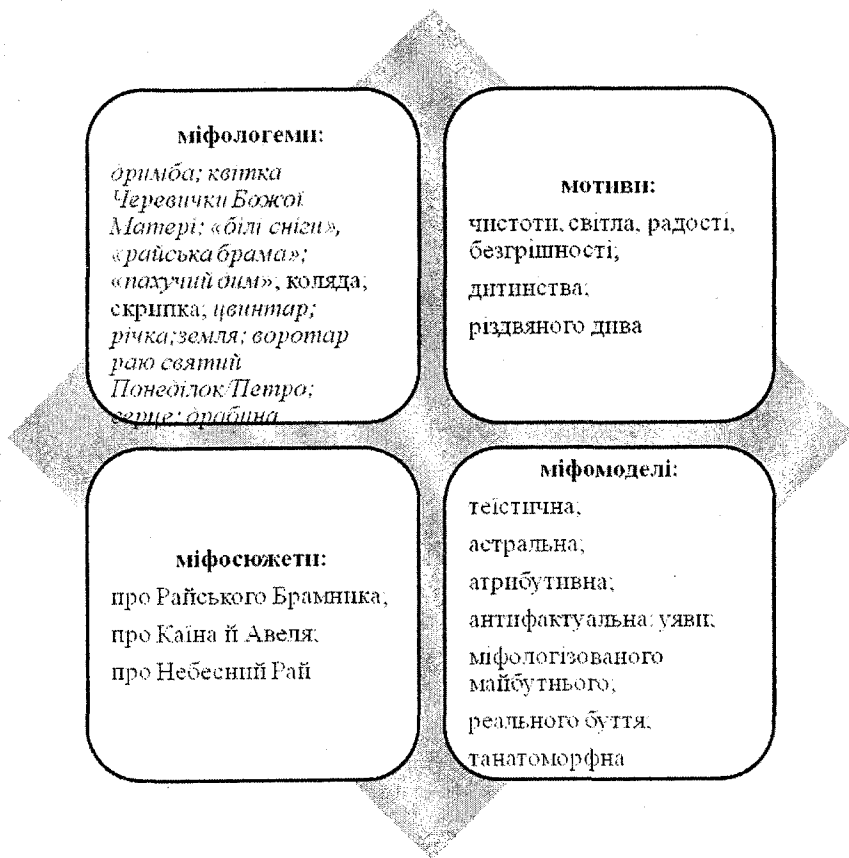 міфологеми:
дримба; квітка
Черевички Божої
Матері; «білі сніги»,
«райська брама»;
«пахучий дим»; коляда;
скрипка; цвинтар;
річка;земля; воротар
раю святий
Понеділок/Петро;
серце; драбина
мотиви:
чистоти, світла, радості,
безгрішності;
дитинства;
різдвяного дива
міфосюжети:
про Райського Брамника;
про Каїна й Авеля;
про Небесний Рай
міфомоделі:
теїстична;
астральна;
атрибутивна;
антифактуальна: уяви;
міфологізованого
майбутнього;
реального буття;
танатоморфна